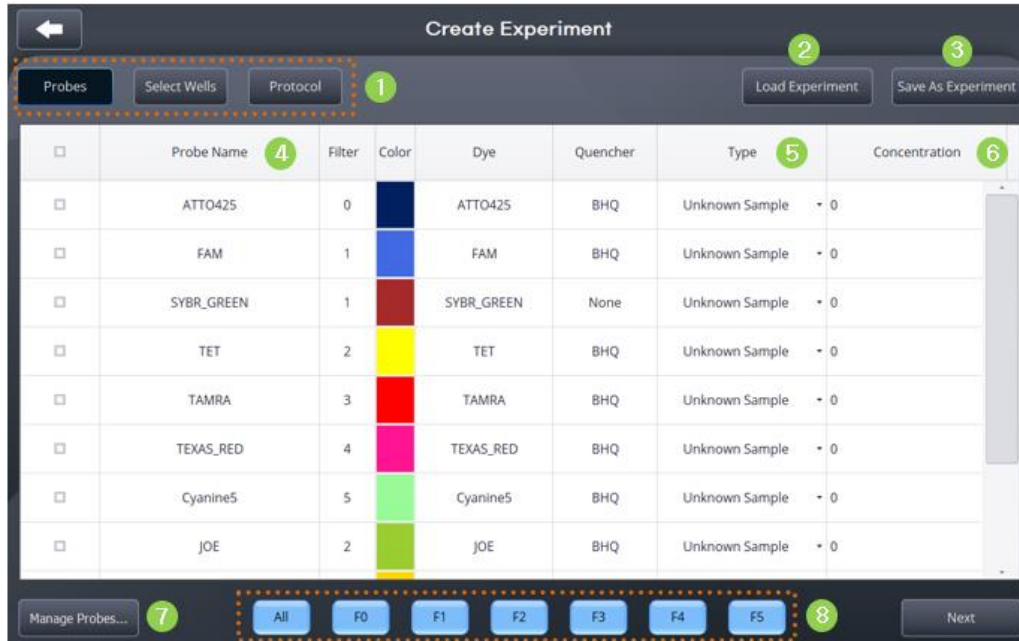 Create Experiment
2
3
Probes Select Wells Protocol 1 Load Experiment Save As Experiment
Probe Name 4 Filter Color Dye Quencher Type 5 Concentration 6
ATTO425 0 ATTO425 BHQ Unknown Sample 0
FAM 1 FAM BHQ Unknown Sample 0
SYBR_GREEN 1 SYBR_GREEN None Unknown Sample 0
TET 2 TET BHQ Unknown Sample 0
TAMRA 3 TAMRA BHQ Unknown Sample 0
TEXAS_RED 4 TEXAS_RED BHQ Unknown Sample 0
Cyanine5 5 Cyanine5 BHQ Unknown Sample 0
JOE 2 JOE BHQ Unknown Sample 0
Manage Probes... 7 All F0 F1 F2 F3 F4 F5 8 Next